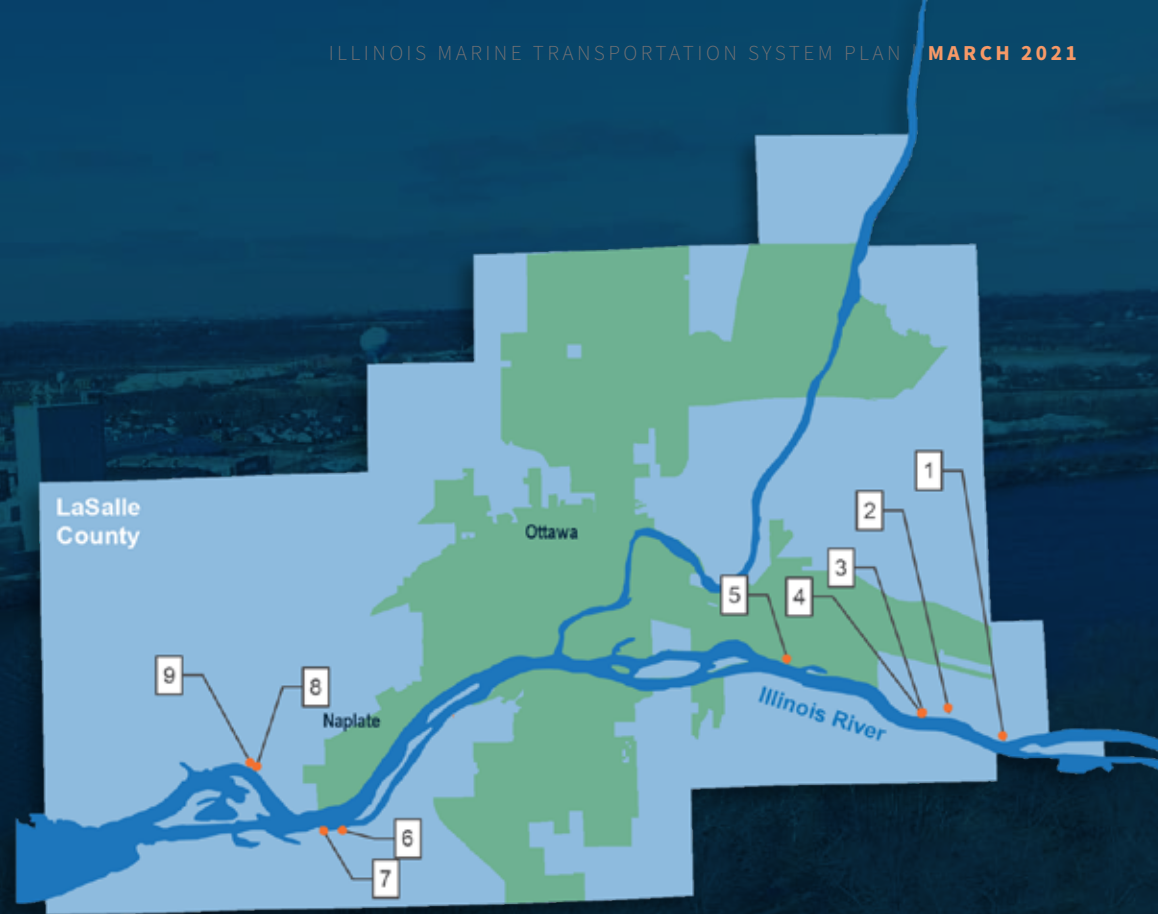 ILLINOIS MARINE TRANSPORTATION SYSTEM PLAN | MARCH 2021
1
LaSalle
County
2
Ottawa
3
5
4
9
8
Naplate
Illinois River
6
7